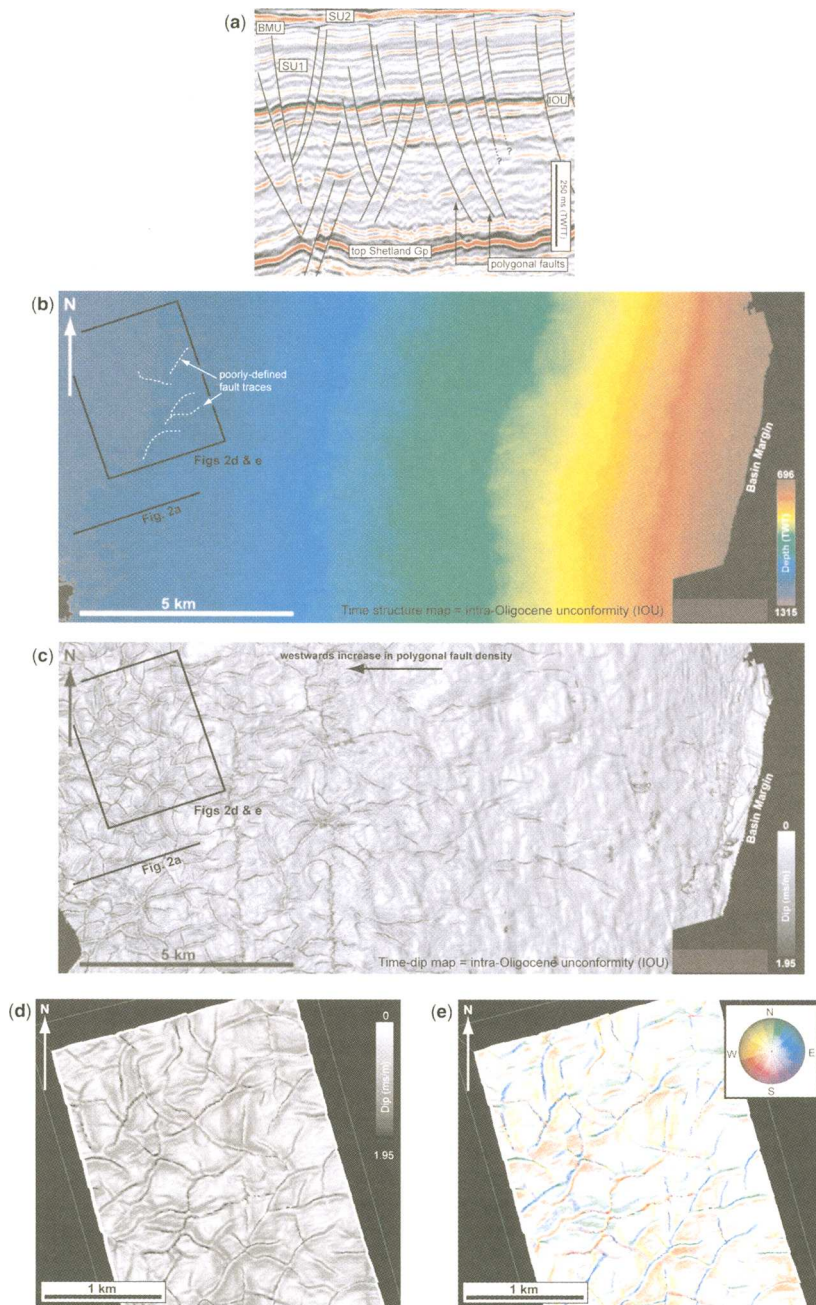 (a)
SU2
BMU
SU1
IOU
250 ms (TWTT)
?
?
top Shetland Gp
polygonal faults
(b)
N
poorly-defined
fault traces
Figs 2d & e
Fig. 2a
Basin Margin
696
Depth (TWT)
1315
5 km
Time structure map = intra-Oligocene unconformity (IOU)
(c)
N
westwards increase in polygonal fault density
Figs 2d & e
Fig. 2a
Basin Margin
0
Dip (ms/m)
1.95
5 km
Time-dip map = intra-Oligocene unconformity (IOU)
(d)
N
0
Dip (ms/m)
1.95
1 km
(e)
N
N
W
E
S
1 km